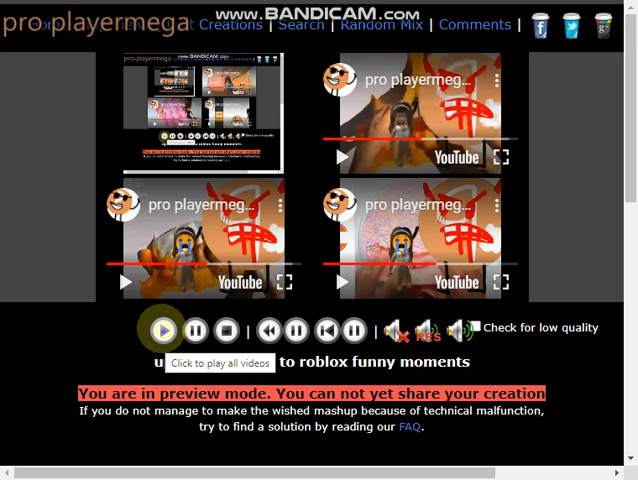 www.BANDICAM.com
pro.playermega
Creations | Search | Random Mix | Comments |
pro playermega
pro playermeg...
YouTube
pro playermeg...
pro playermeg...
YouTube
YouTube
RBS
Check for low quality
Click to play all videos
to roblox funny moments
You are in preview mode. You can not yet share your creation
If you do not manage to make the wished mashup because of technical malfunction,
try to find a solution by reading our FAQ.